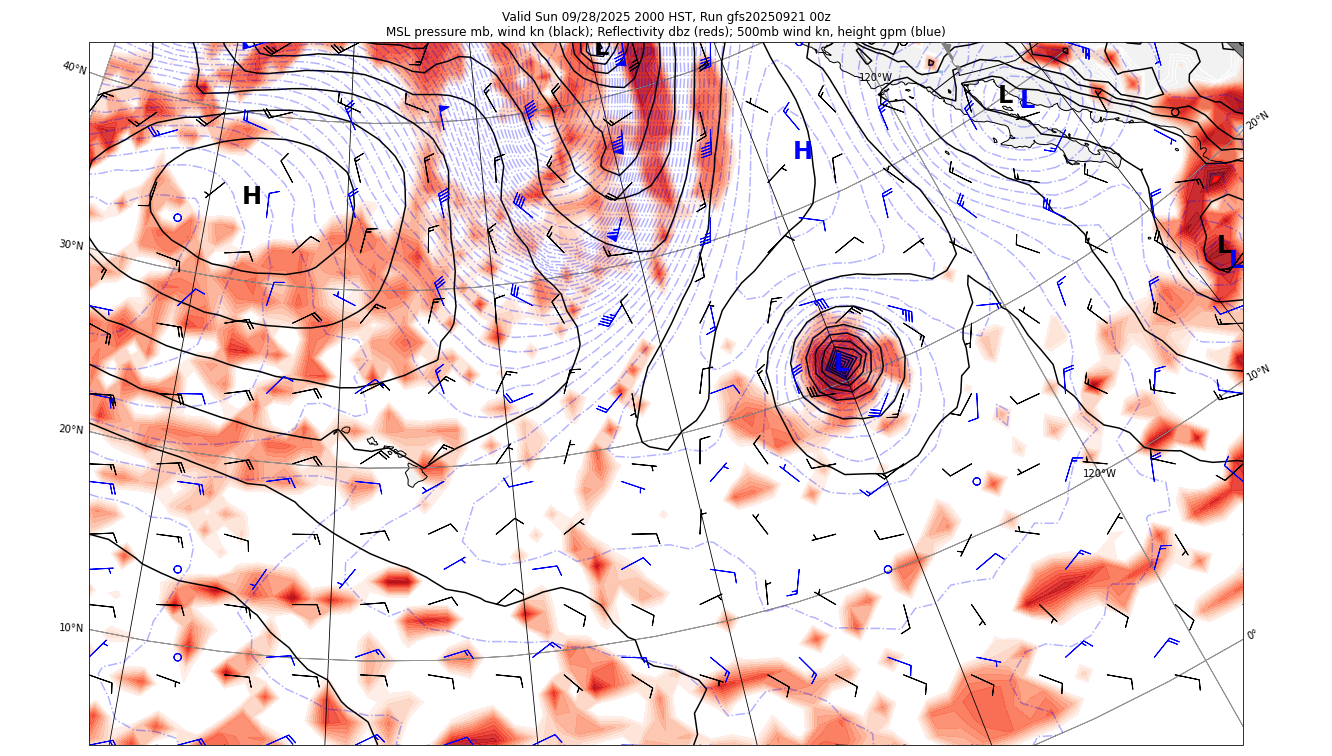 Valid Sun 09/28/2025 2000 HST, Run gfs20250921 00z
MSL pressure mb, wind kn (black); Reflectivity dbz (reds); 500mb wind kn, height gpm (blue)
L
40°N
120°W
L L
20°N
H
H
30°N
L
L
L
10°N
20°N
120°W
10°N
0°